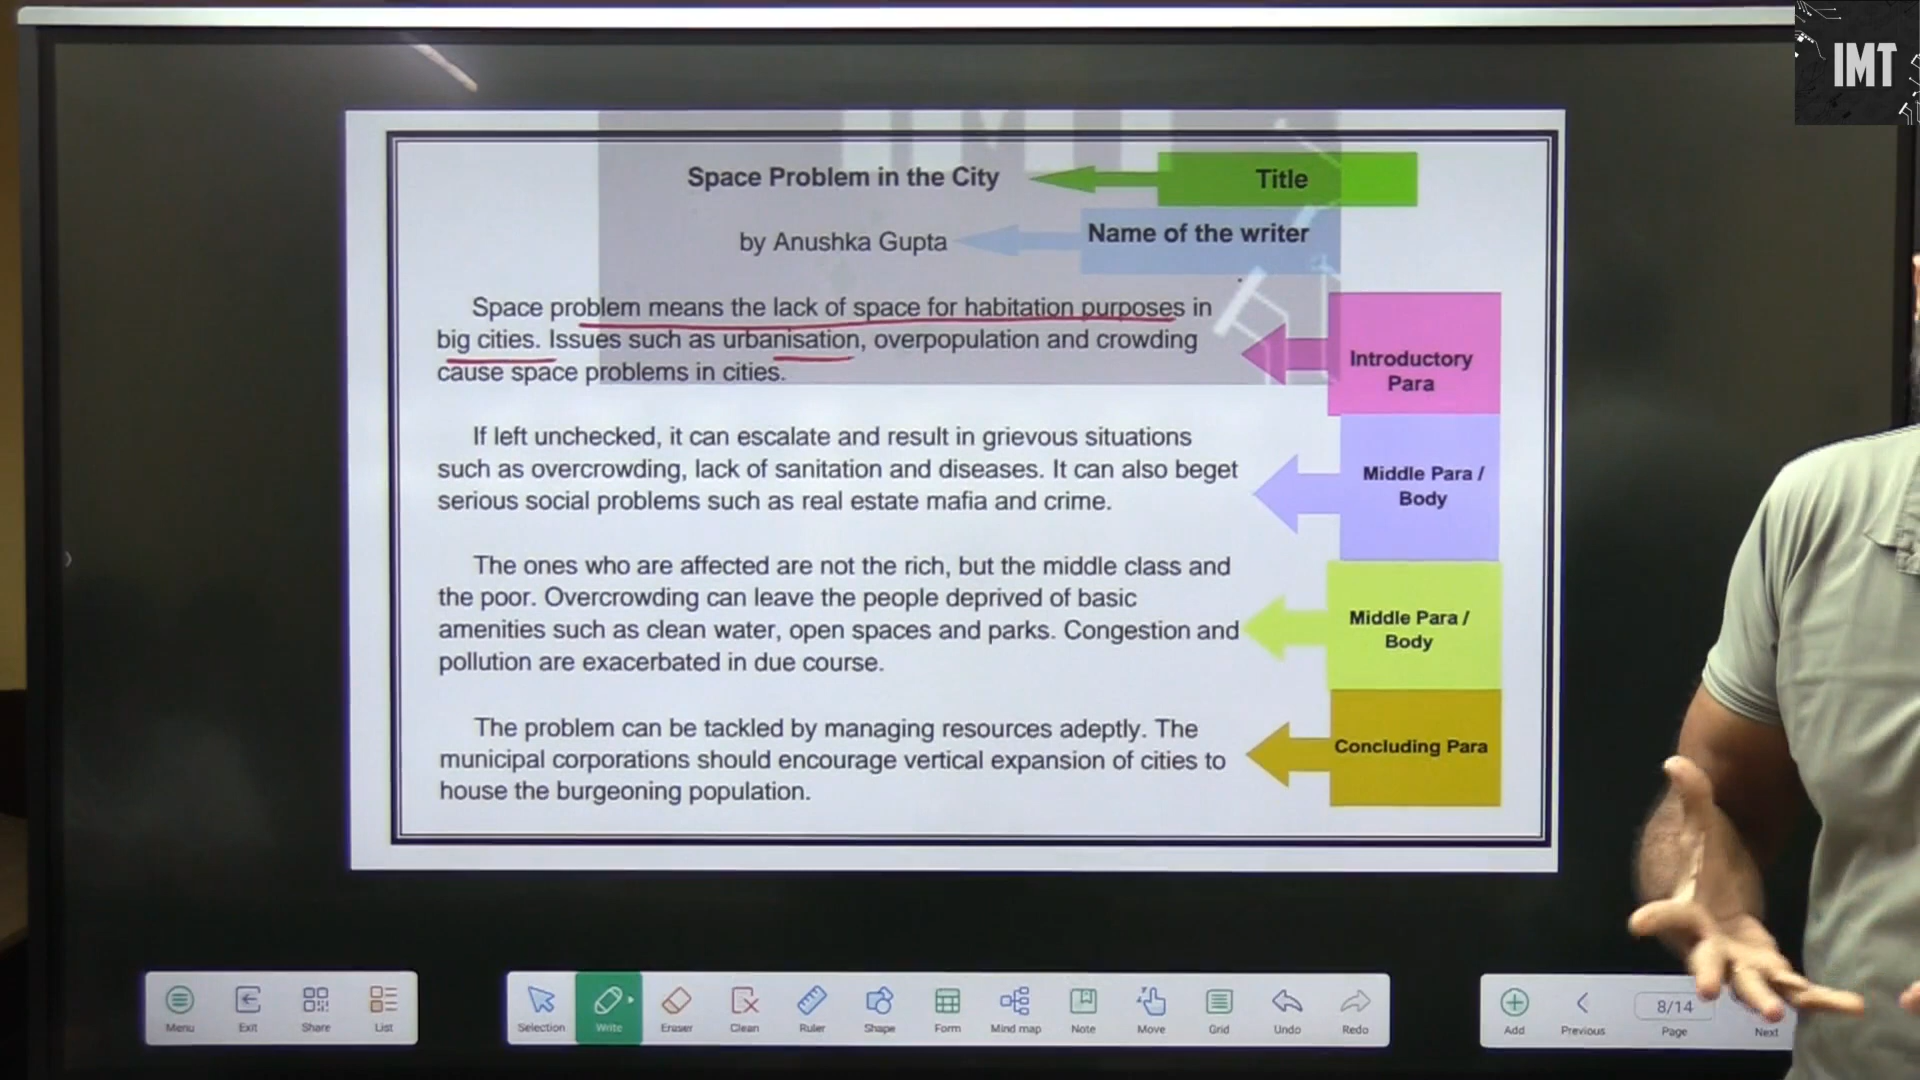 IMT
Space Problem in the City
Title
by Anushka Gupta
Name of the writer
Space problem means the lack of space for habitation purposes in
big cities. Issues such as urbanisation, overpopulation and crowding
cause space problems in cities.
Introductory
Para
If left unchecked, it can escalate and result in grievous situations
such as overcrowding, lack of sanitation and diseases. It can also beget
serious social problems such as real estate mafia and crime.
Middle Para /
Body
The ones who are affected are not the rich, but the middle class and
the poor. Overcrowding can leave the people deprived of basic
amenities such as clean water, open spaces and parks. Congestion and
pollution are exacerbated in due course.
Middle Para /
Body
The problem can be tackled by managing resources adeptly. The
municipal corporations should encourage vertical expansion of cities to
house the burgeoning population.
Concluding Para
Menu Exit Share List
Selection Write Eraser Clean Ruler Shape Form Mind map Note Move Grid Undo Redo
8/14
Add Previous Page Next